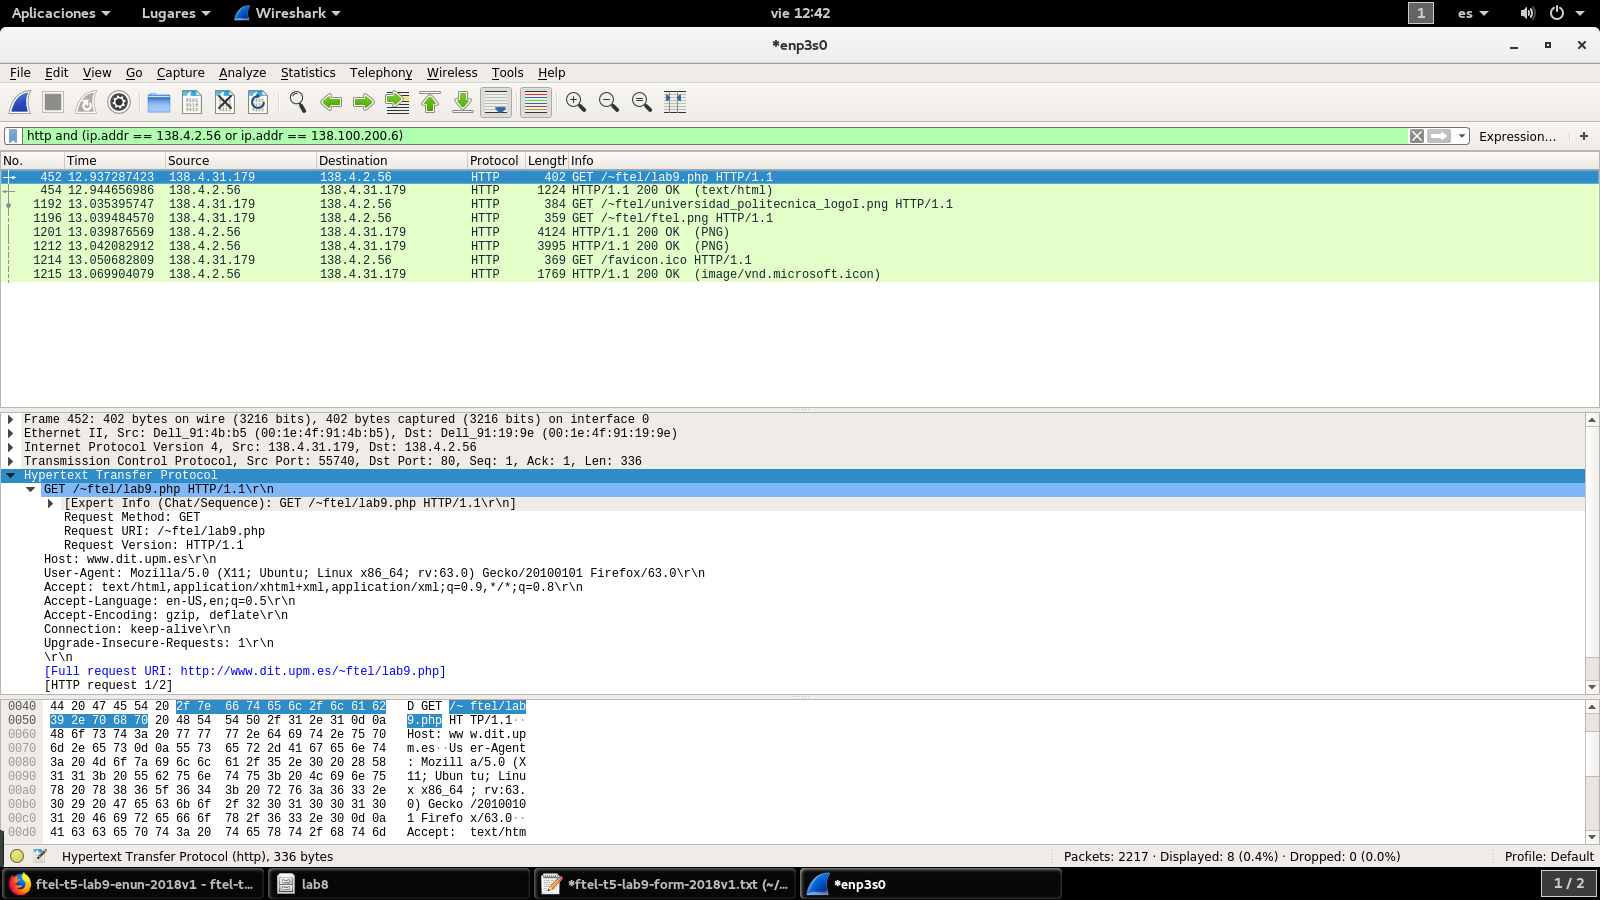 Aplicaciones Lugares Wireshark vie 12:42 1 es
*enp3s0
File Edit View Go Capture Analyze Statistics Telephony Wireless Tools Help
http and (ip.addr == 138.4.2.56 or ip.addr == 138.100.200.6) Expression... +
No. Time Source Destination Protocol Length Info
452 12.937287423 138.4.31.179 138.4.2.56 HTTP 402 GET /~ftel/lab9.php HTTP/1.1
454 12.944656986 138.4.2.56 138.4.31.179 HTTP 1224 HTTP/1.1 200 OK (text/html)
1192 13.035395747 138.4.31.179 138.4.2.56 HTTP 384 GET /~ftel/universidad_politecnica_logoI.png HTTP/1.1
1196 13.039484570 138.4.31.179 138.4.2.56 HTTP 359 GET /~ftel/ftel.png HTTP/1.1
1201 13.039876569 138.4.2.56 138.4.31.179 HTTP 4124 HTTP/1.1 200 OK (PNG)
1212 13.042082912 138.4.2.56 138.4.31.179 HTTP 3995 HTTP/1.1 200 OK (PNG)
1214 13.050682809 138.4.31.179 138.4.2.56 HTTP 369 GET /favicon.ico HTTP/1.1
1215 13.069904079 138.4.2.56 138.4.31.179 HTTP 1769 HTTP/1.1 200 OK (image/vnd.microsoft.icon)
Frame 452: 402 bytes on wire (3216 bits), 402 bytes captured (3216 bits) on interface 0
Ethernet II, Src: Dell_91:4b:b5 (00:1e:4f:91:4b:b5), Dst: Dell_91:19:9e (00:1e:4f:91:19:9e)
Internet Protocol Version 4, Src: 138.4.31.179, Dst: 138.4.2.56
Transmission Control Protocol, Src Port: 55740, Dst Port: 80, Seq: 1, Ack: 1, Len: 336
Hypertext Transfer Protocol
GET /~ftel/lab9.php HTTP/1.1\r\n
[Expert Info (Chat/Sequence): GET /~ftel/lab9.php HTTP/1.1\r\n]
Request Method: GET
Request URI: /~ftel/lab9.php
Request Version: HTTP/1.1
Host: www.dit.upm.es\r\n
User-Agent: Mozilla/5.0 (X11; Ubuntu; Linux x86_64; rv:63.0) Gecko/20100101 Firefox/63.0\r\n
Accept: text/html,application/xhtml+xml,application/xml;q=0.9,*/*;q=0.8\r\n
Accept-Language: en-US,en;q=0.5\r\n
Accept-Encoding: gzip, deflate\r\n
Connection: keep-alive\r\n
Upgrade-Insecure-Requests: 1\r\n
\r\n
[Full request URI: http://www.dit.upm.es/~ftel/lab9.php]
[HTTP request 1/2]
0040 44 20 47 45 54 20 2f 7e 66 74 65 6c 2f 6c 61 62 D GET /~ ftel/lab
0050 39 2e 70 68 70 20 48 54 54 50 2f 31 2e 31 0d 0a 9.php HT TP/1.1··
0060 48 6f 73 74 3a 20 77 77 77 2e 64 69 74 2e 75 70 Host: ww w.dit.up
0070 6d 2e 65 73 0d 0a 55 73 65 72 2d 41 67 65 6e 74 m.es··Us er-Agent
0080 3a 20 4d 6f 7a 69 6c 6c 61 2f 35 2e 30 20 28 58 : Mozill a/5.0 (X
0090 31 31 3b 20 55 62 75 6e 74 75 3b 20 4c 69 6e 75 11; Ubun tu; Linu
00a0 78 20 78 38 36 5f 36 34 3b 20 72 76 3a 36 33 2e x x86_64 ; rv:63.
00b0 30 29 20 47 65 63 6b 6f 2f 32 30 31 30 30 31 30 0) Gecko /2010010
00c0 31 20 46 69 72 65 66 6f 78 2f 36 33 2e 30 0d 0a 1 Firefo x/63.0··
00d0 41 63 63 65 70 74 3a 20 74 65 78 74 2f 68 74 6d Accept: text/htm
Hypertext Transfer Protocol (http), 336 bytes Packets: 2217 · Displayed: 8 (0.4%) · Dropped: 0 (0.0%) Profile: Default
ftel-t5-lab9-enun-2018v1 - ftel-t... lab8 *ftel-t5-lab9-form-2018v1.txt (~/... *enp3s0 1 / 2